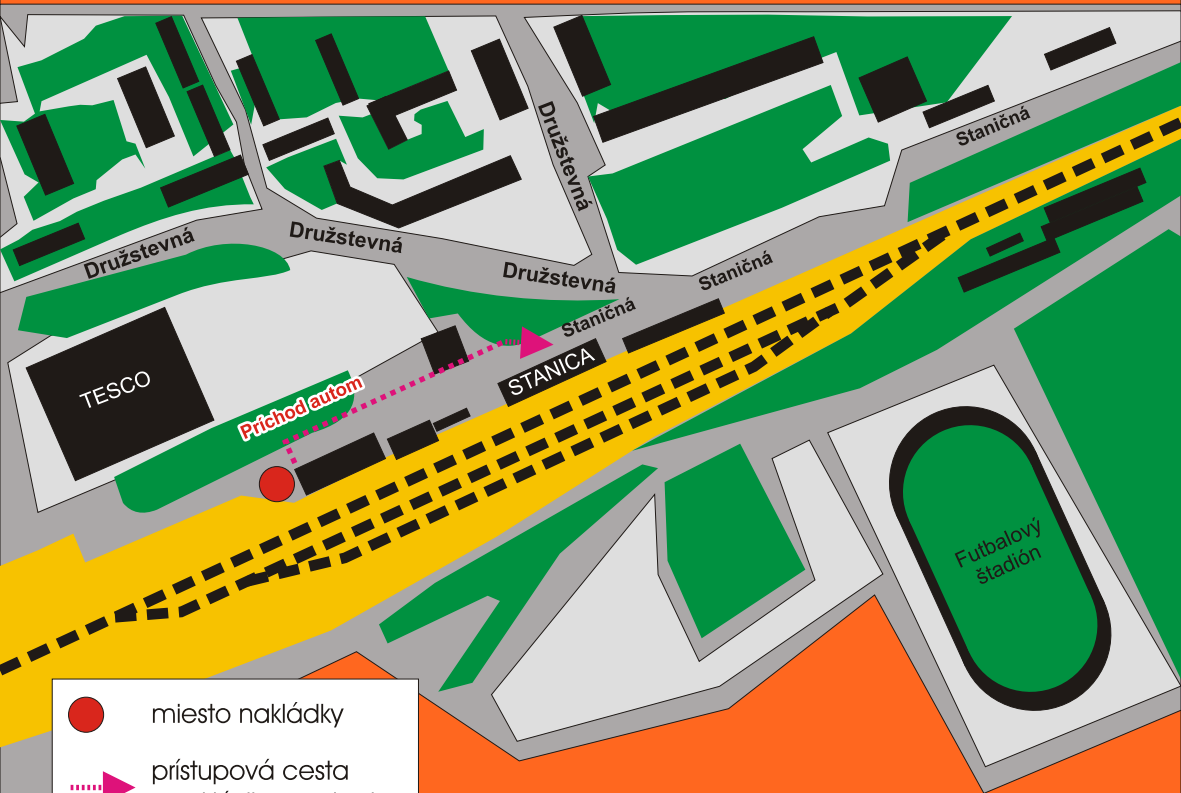 Družstevná
Staničná
Družstevná
Družstevná
Družstevná
Staničná
Staničná
STANICA
TESCO
Príchod autom
Futbalový
štadión
miesto nakládky
prístupová cesta